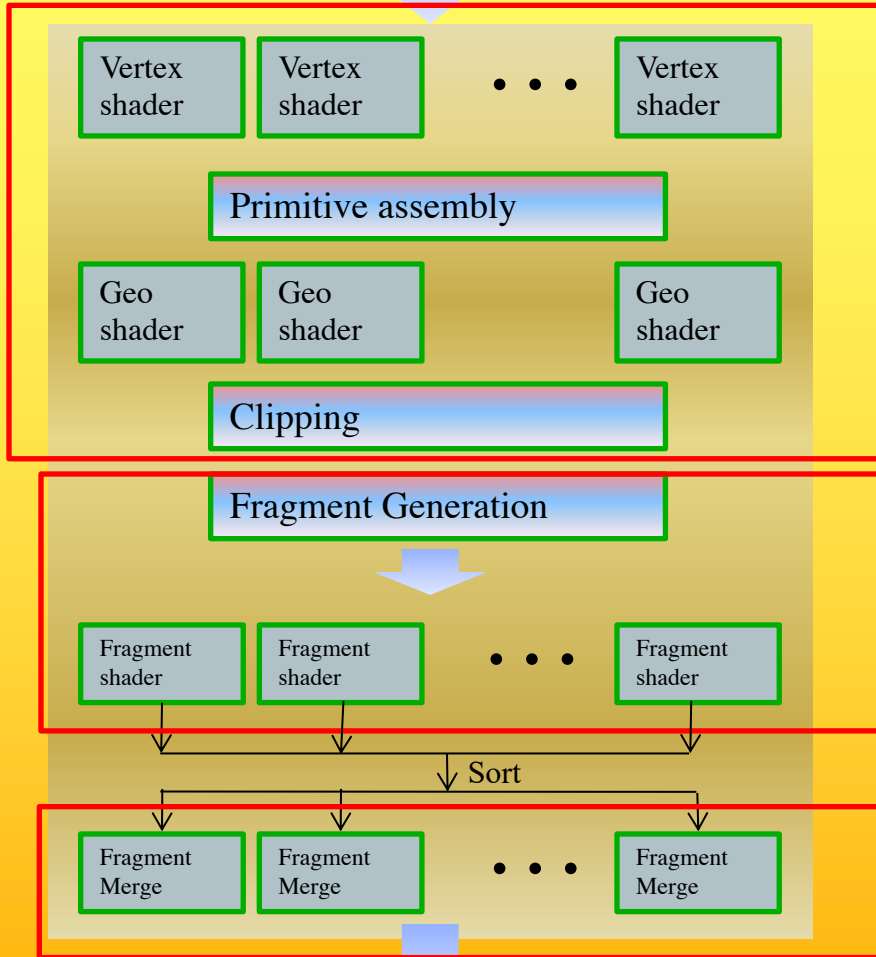 Vertex
shader
Vertex
shader
• • •
Vertex
shader
Primitive assembly
Geo
shader
Geo
shader
Geo
shader
Clipping
Fragment Generation
Fragment
shader
Fragment
shader
• • •
Fragment
shader
Sort
Fragment
Merge
Fragment
Merge
• • •
Fragment
Merge